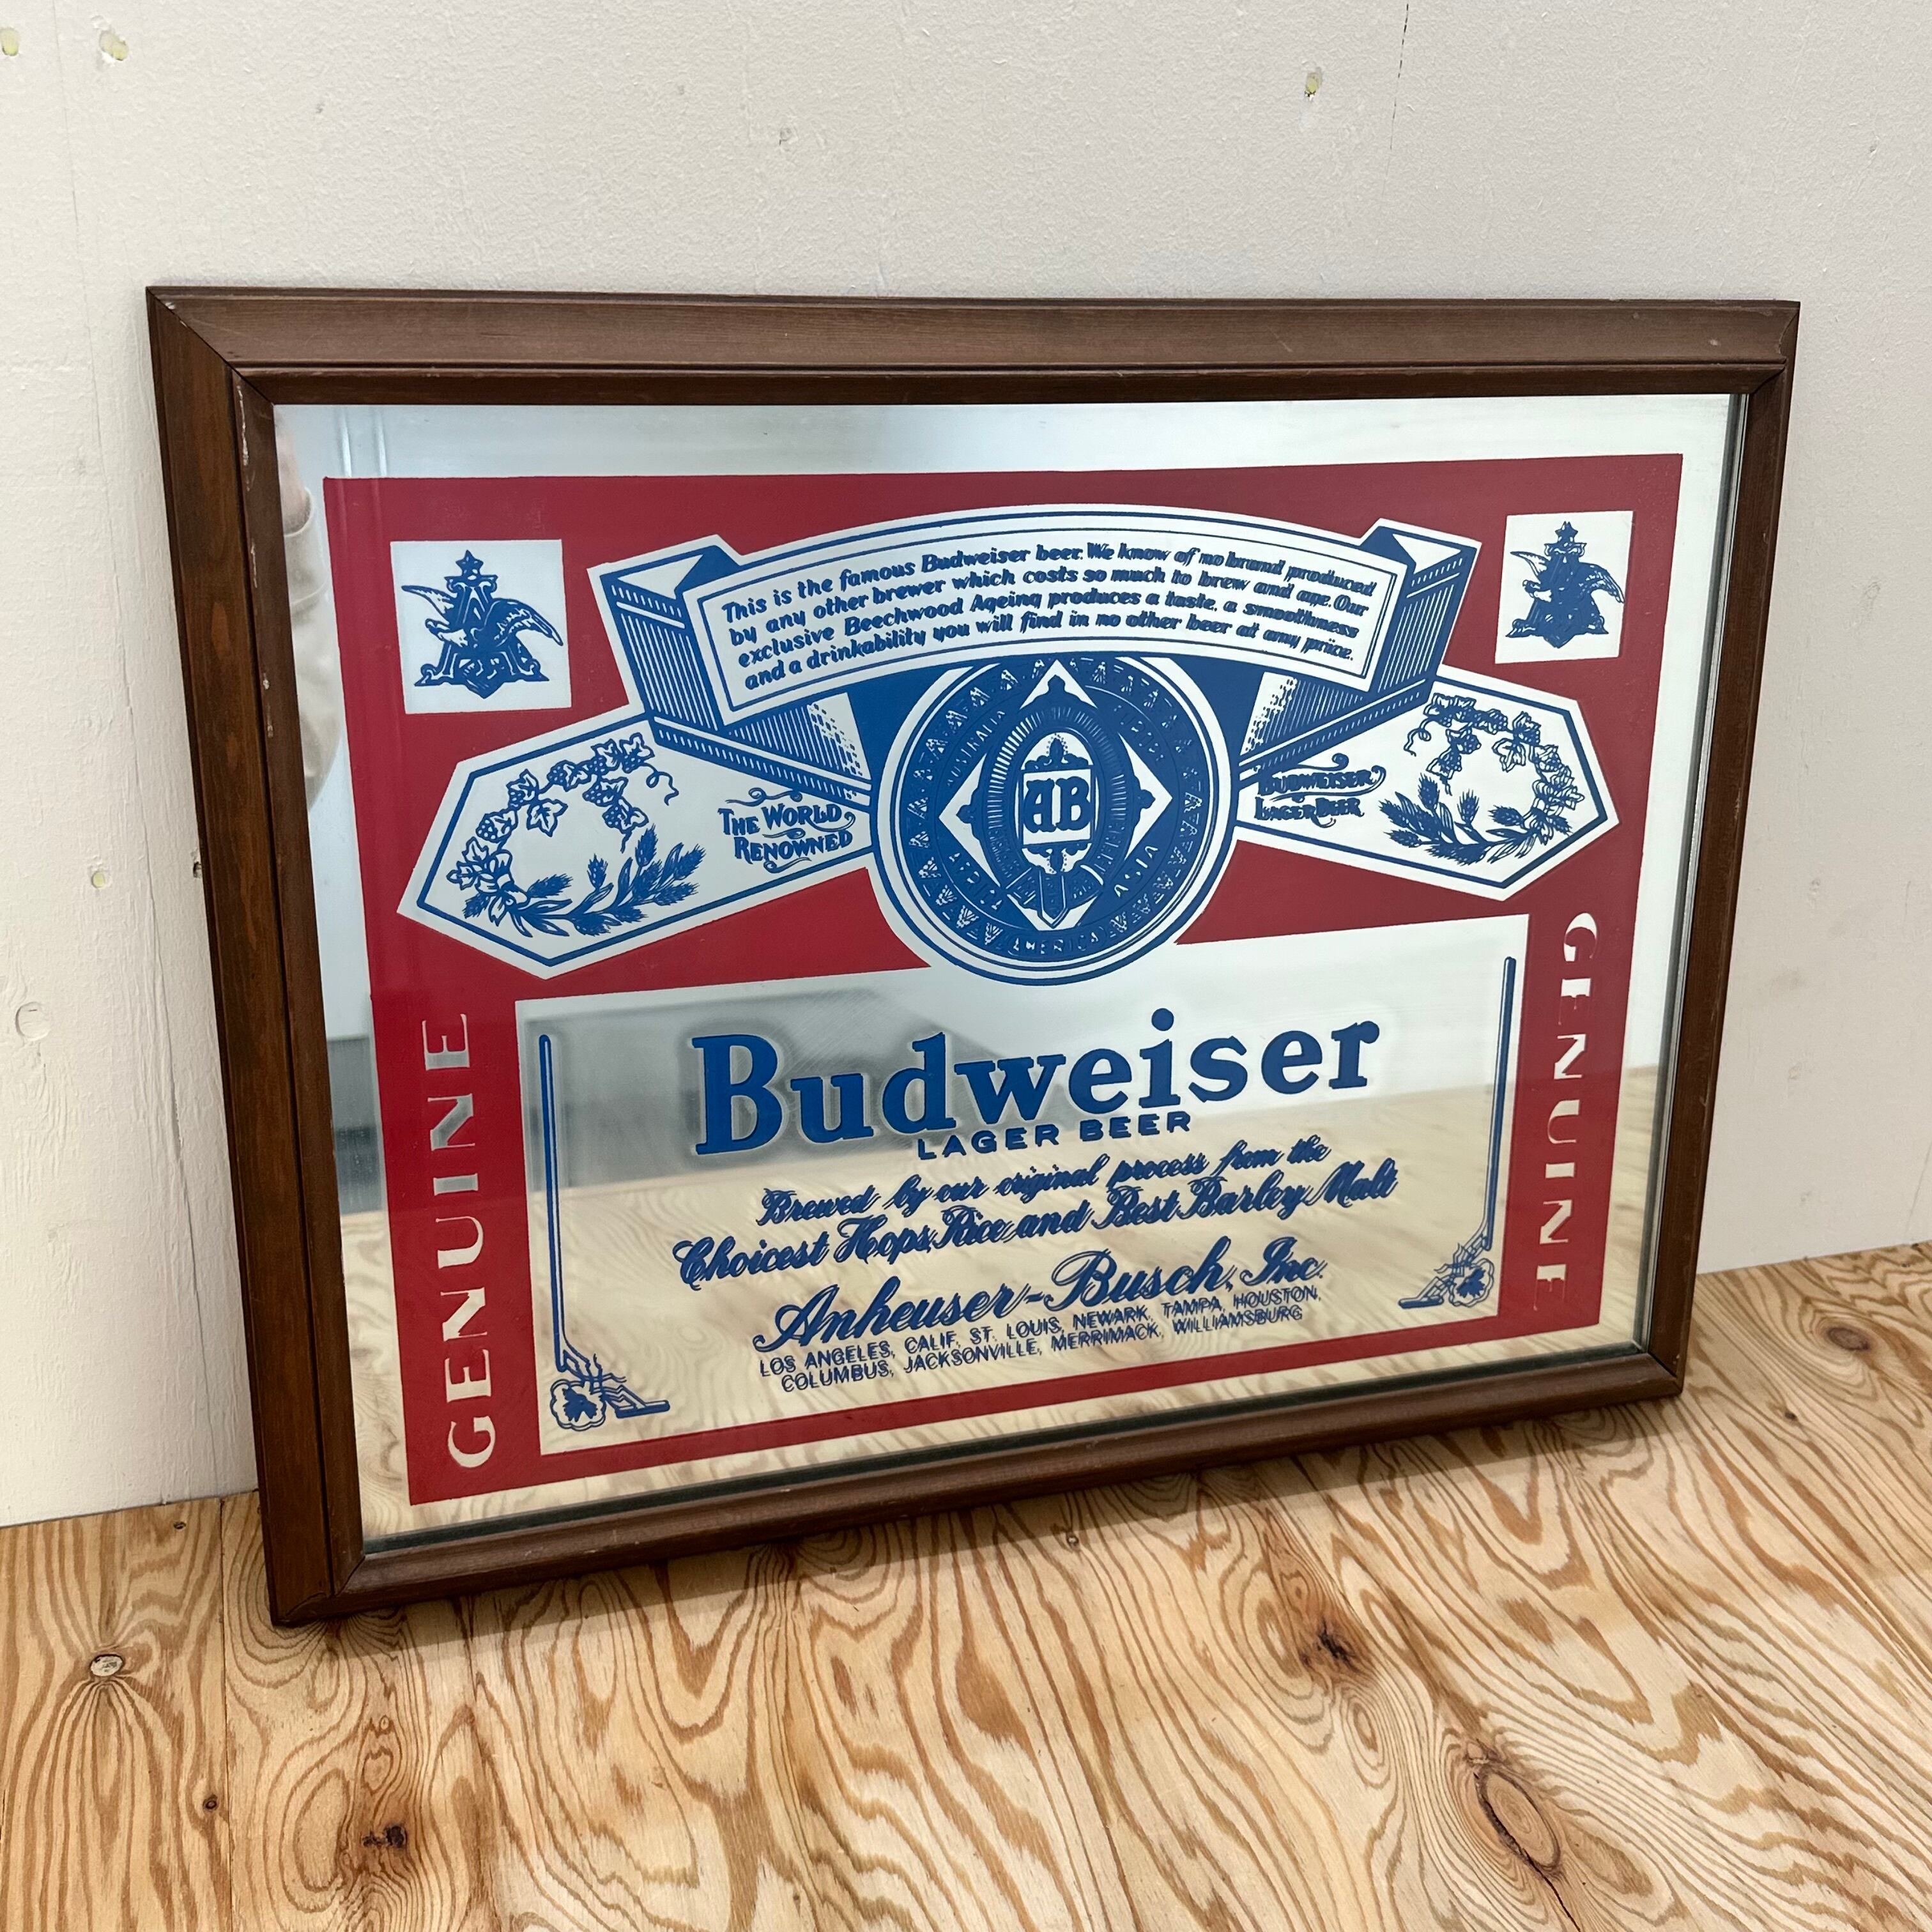 This is the famous Budweiser beer. We know of no brand produced
by any other brewer which costs so much to brew and age. Our
exclusive Beechwood Ageing produces a taste, a smoothness
and a drinkability you will find in no other beer at any price.
AB
THE WORLD
RENOWNED
BUDWEISER
LAGER BEER
GENUINE
GENUINE
Budweiser
LAGER BEER
Brewed by our original process from the
Choicest Hops, Rice and Best Barley Malt
Anheuser-Busch, Inc.
LOS ANGELES, CALIF. ST. LOUIS, NEWARK, TAMPA, HOUSTON,
COLUMBUS, JACKSONVILLE, MERRIMACK, WILLIAMSBURG